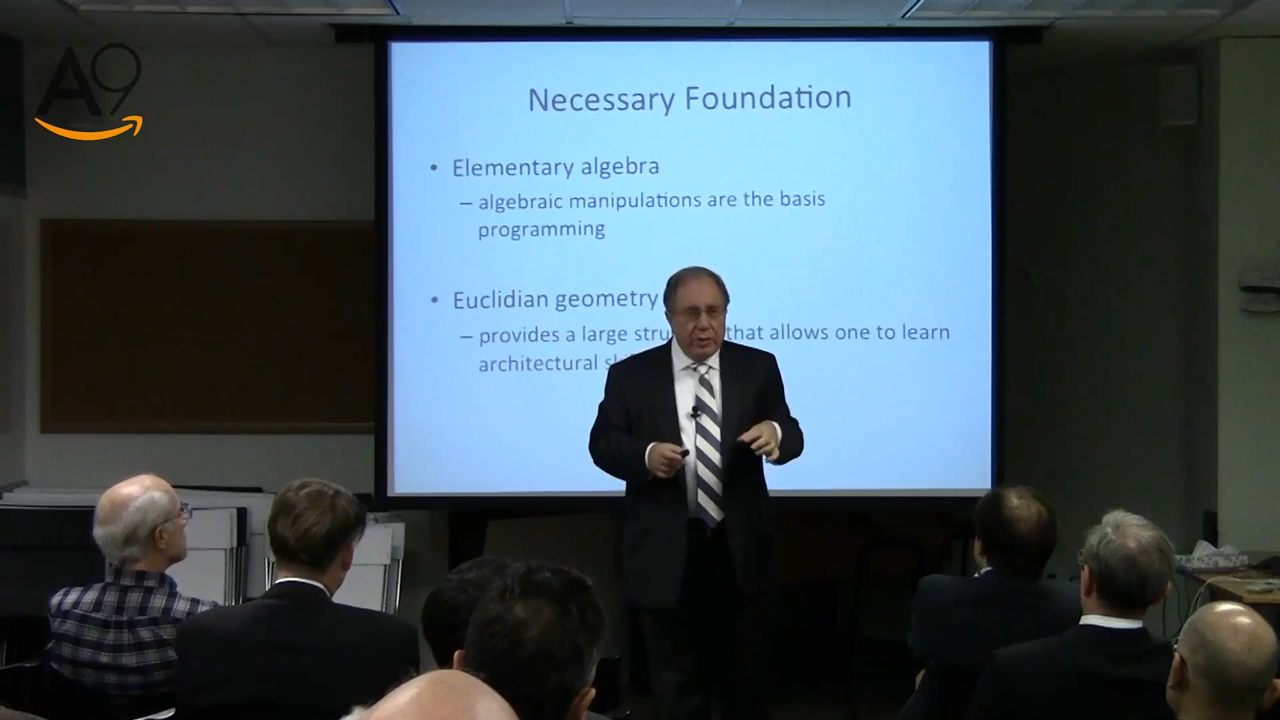 A9
Necessary Foundation
• Elementary algebra
– algebraic manipulations are the basis
programming
• Euclidian geometry
– provides a large stru that allows one to learn
architectural